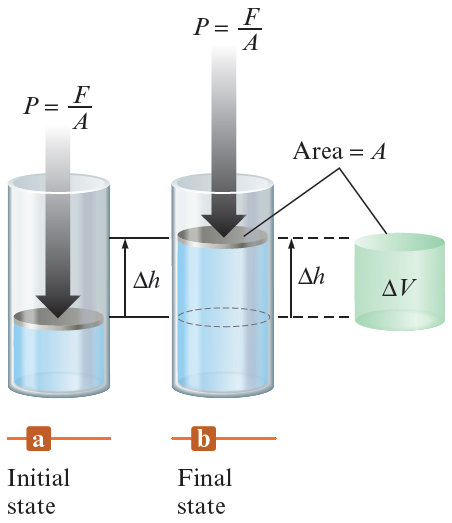 P = F/A
P = F/A
Area = A
Δh
Δh
ΔV
a
b
Initial
state
Final
state